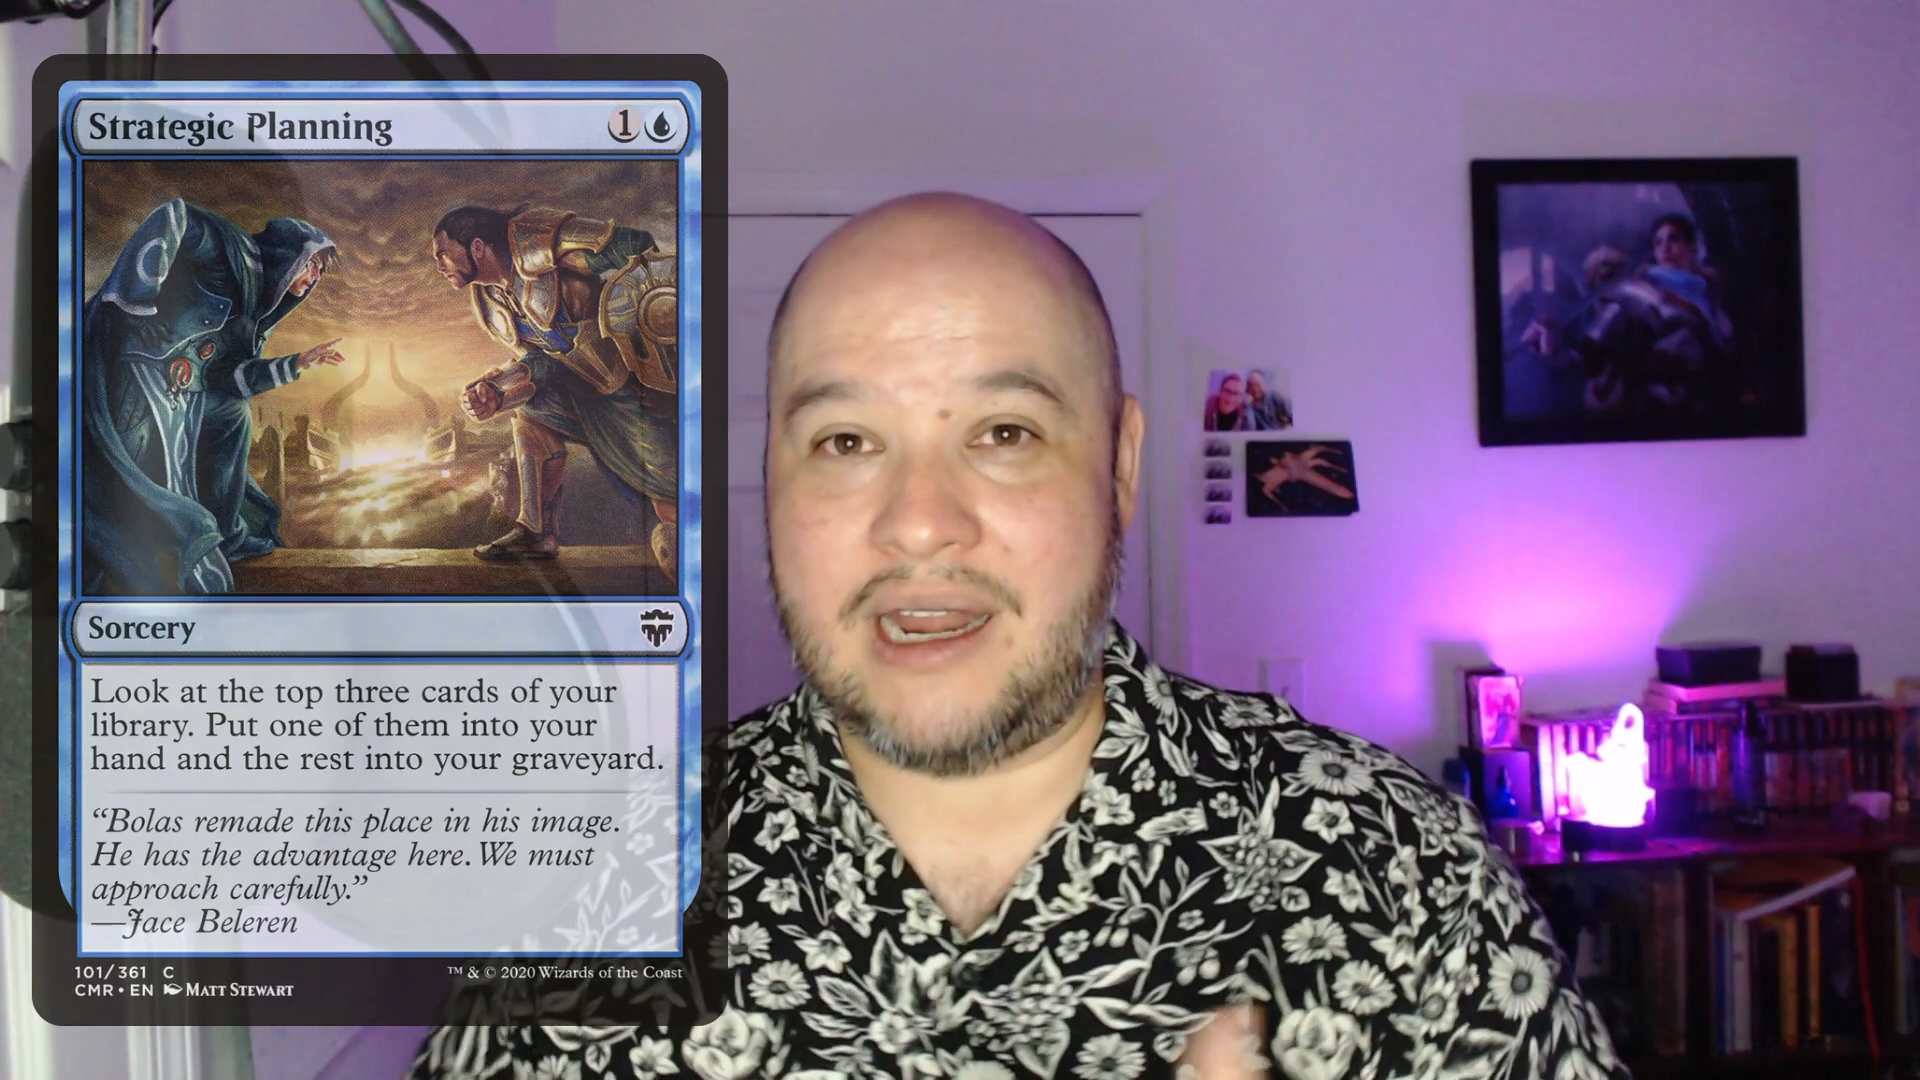 Strategic Planning 1
Sorcery
Look at the top three cards of your
library. Put one of them into your
hand and the rest into your graveyard.
“Bolas remade this place in his image.
He has the advantage here. We must
approach carefully.”
—Jace Beleren
101/361 C
™ & © 2020 Wizards of the Coast
CMR • EN Matt Stewart